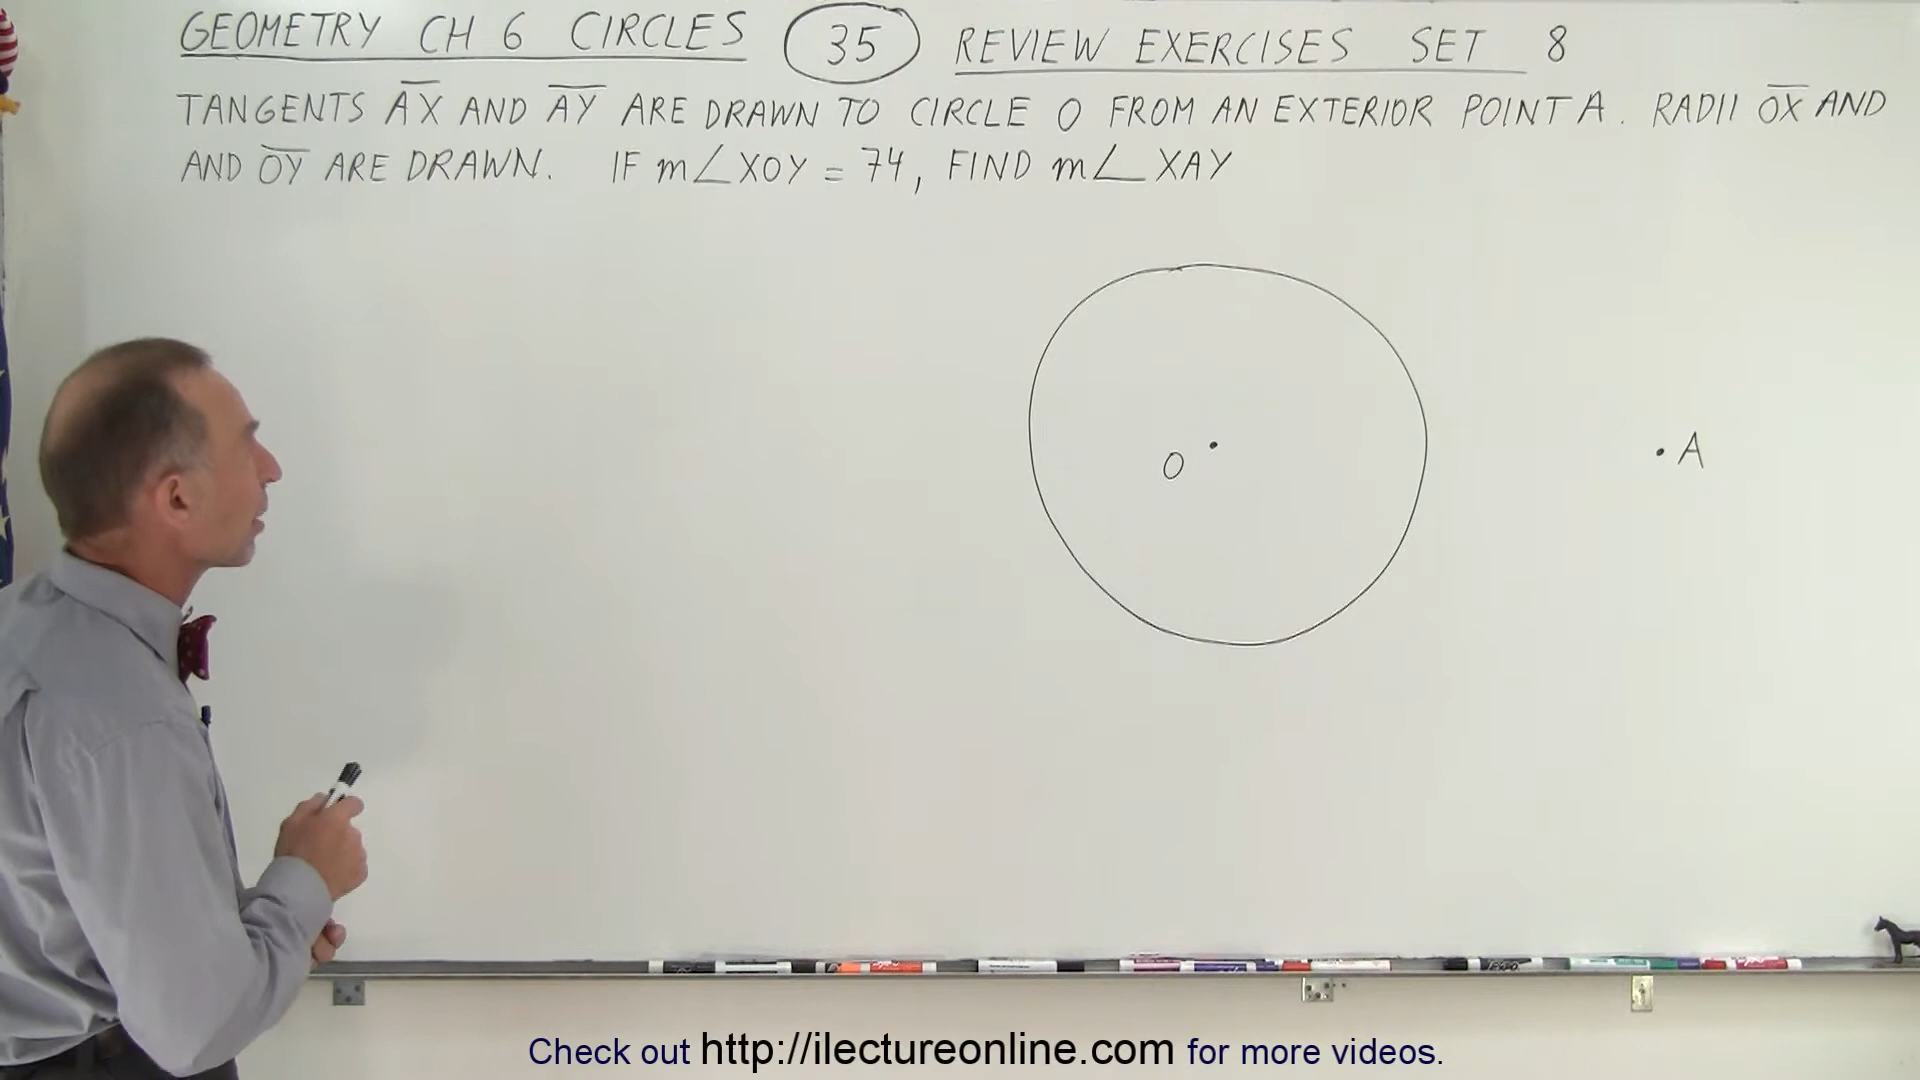 GEOMETRY CH 6 CIRCLES 35 REVIEW EXERCISES SET 8
TANGENTS AX AND AY ARE DRAWN TO CIRCLE O FROM AN EXTERIOR POINT A. RADII OX AND
AND OY ARE DRAWN. IF m∠XOY = 74, FIND m∠XAY
O
A
Check out http://ilectureonline.com for more videos.